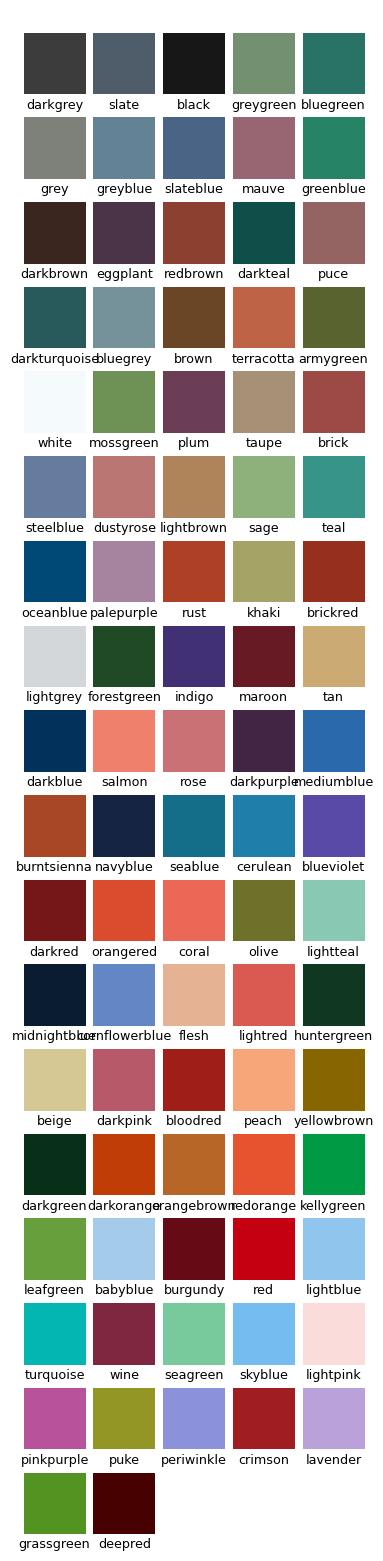 darkgrey slate black greygreen bluegreen
grey greyblue slateblue mauve greenblue
darkbrown eggplant redbrown darkteal puce
darkturquoise bluegrey brown terracotta armygreen
white mossgreen plum taupe brick
steelblue dustyrose lightbrown sage teal
oceanblue palepurple rust khaki brickred
lightgrey forestgreen indigo maroon tan
darkblue salmon rose darkpurple mediumblue
burntsienna navyblue seablue cerulean blueviolet
darkred orangered coral olive lightteal
midnightblue cornflowerblue flesh lightred huntergreen
beige darkpink bloodred peach yellowbrown
darkgreen darkorange orangebrown redorange kellygreen
leafgreen babyblue burgundy red lightblue
turquoise wine seagreen skyblue lightpink
pinkpurple puke periwinkle crimson lavender
grassgreen deepred